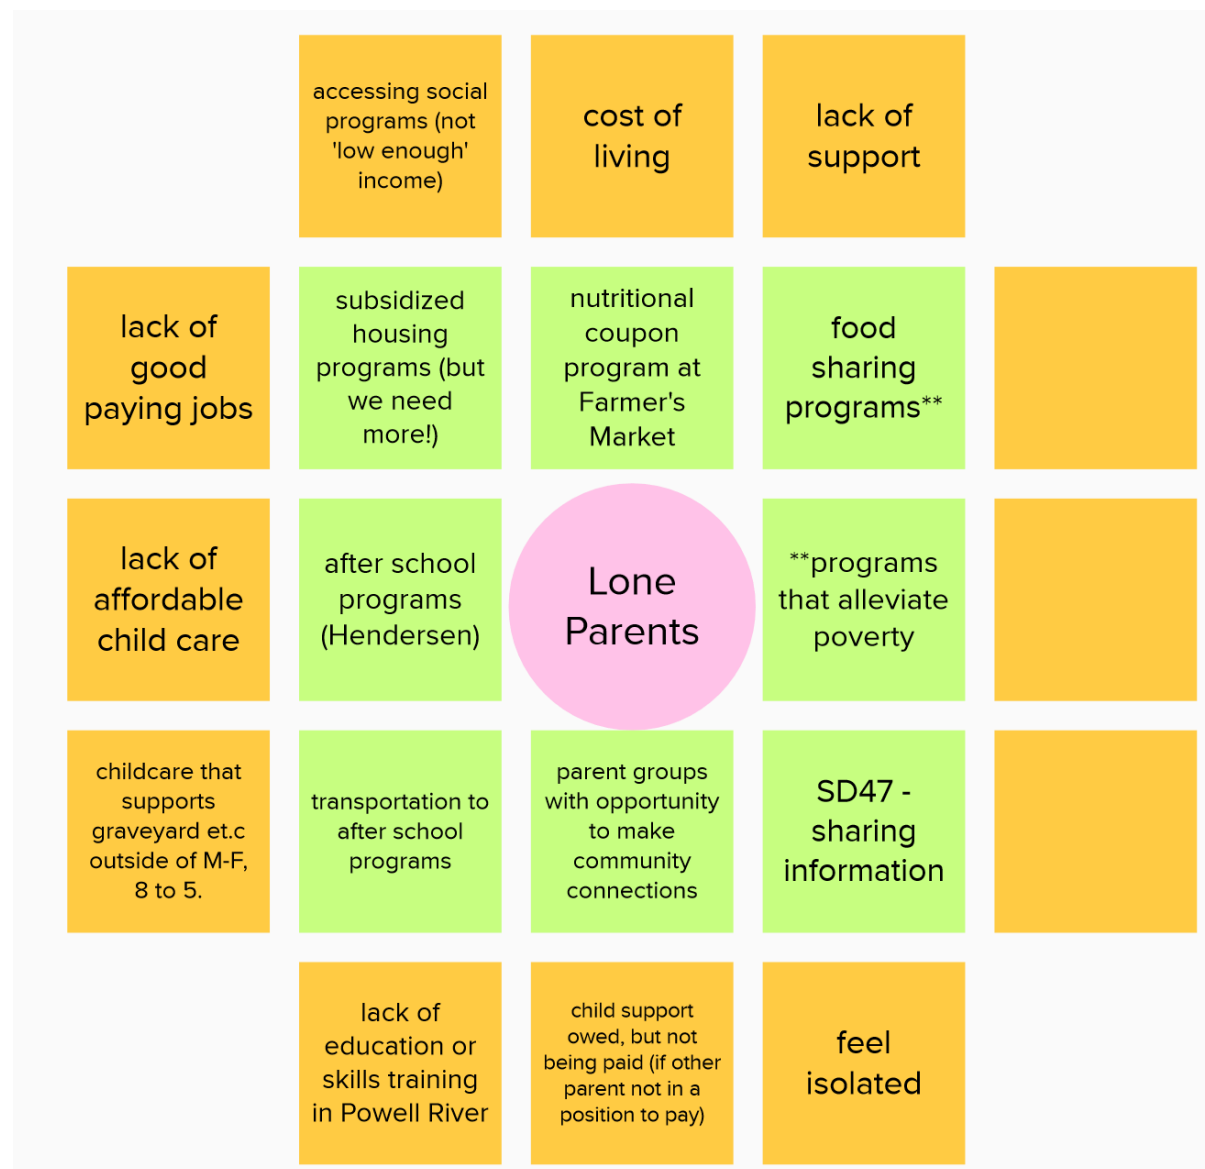 accessing social
programs (not
'low enough'
income)
cost of
living
lack of
support
lack of
good
paying jobs
subsidized
housing
programs (but
we need
more!)
nutritional
coupon
program at
Farmer's
Market
food
sharing
programs**
lack of
affordable
child care
after school
programs
(Hendersen)
Lone
Parents
**programs
that alleviate
poverty
childcare that
supports
graveyard et.c
outside of M-F,
8 to 5.
transportation to
after school
programs
parent groups
with opportunity
to make
community
connections
SD47 -
sharing
information
lack of
education or
skills training
in Powell River
child support
owed, but not
being paid (if other
parent not in a
position to pay)
feel
isolated